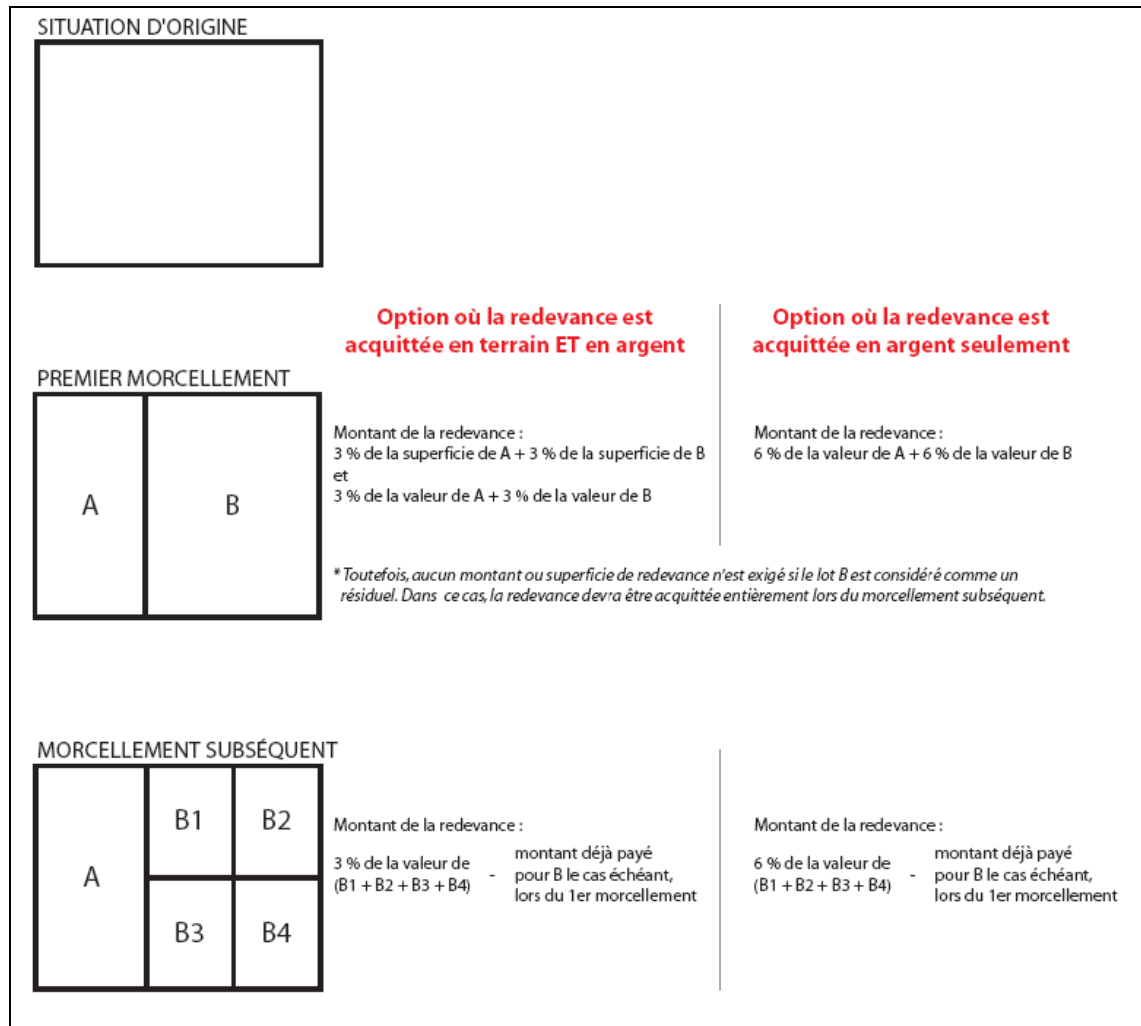 SITUATION D'ORIGINE
Option où la redevance est
acquittée en terrain ET en argent
Option où la redevance est
acquittée en argent seulement
PREMIER MORCELLEMENT
A
B
Montant de la redevance :
3 % de la superficie de A + 3 % de la superficie de B
et
3 % de la valeur de A + 3 % de la valeur de B
Montant de la redevance :
6 % de la valeur de A + 6 % de la valeur de B
* Toutefois, aucun montant ou superficie de redevance n'est exigé si le lot B est considéré comme un
résiduel. Dans ce cas, la redevance devra être acquittée entièrement lors du morcellement subséquent.
MORCELLEMENT SUBSÉQUENT
A
B1
B2
B3
B4
Montant de la redevance :
3 % de la valeur de
(B1 + B2 + B3 + B4)
-
montant déjà payé
pour B le cas échéant,
lors du 1er morcellement
Montant de la redevance :
6 % de la valeur de
(B1 + B2 + B3 + B4)
-
montant déjà payé
pour B le cas échéant,
lors du 1er morcellement